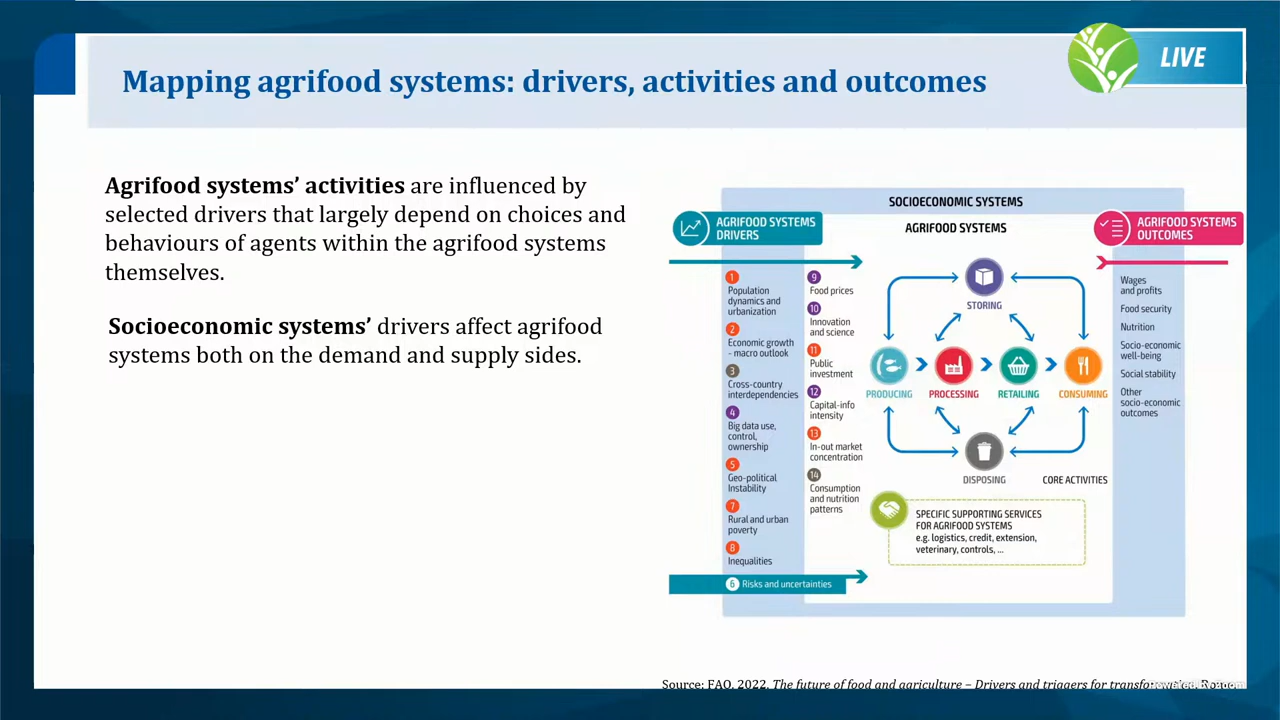 LIVE
Mapping agrifood systems: drivers, activities and outcomes
Agrifood systems’ activities are influenced by
selected drivers that largely depend on choices and
behaviours of agents within the agrifood systems
themselves.
Socioeconomic systems’ drivers affect agrifood
systems both on the demand and supply sides.
SOCIOECONOMIC SYSTEMS
AGRIFOOD SYSTEMS
DRIVERS
AGRIFOOD SYSTEMS
AGRIFOOD SYSTEMS
OUTCOMES
1
Population
dynamics and
urbanization
2
Economic growth
- macro outlook
3
Cross-country
interdependencies
4
Big data use,
control,
ownership
5
Geo-political
Instability
7
Rural and urban
poverty
8
Inequalities
6 Risks and uncertainties
9
Food prices
10
Innovation
and science
11
Public
investment
12
Capital-info
intensity
13
In-out market
concentration
14
Consumption
and nutrition
patterns
STORING
PRODUCING
PROCESSING
RETAILING
CONSUMING
DISPOSING
CORE ACTIVITIES
SPECIFIC SUPPORTING SERVICES
FOR AGRIFOOD SYSTEMS
e.g. logistics, credit, extension,
veterinary, controls, ...
Wages
and profits
Food security
Nutrition
Socio-economic
well-being
Social stability
Other
socio-economic
outcomes
Source: FAO. 2022. The future of food and agriculture – Drivers and triggers for